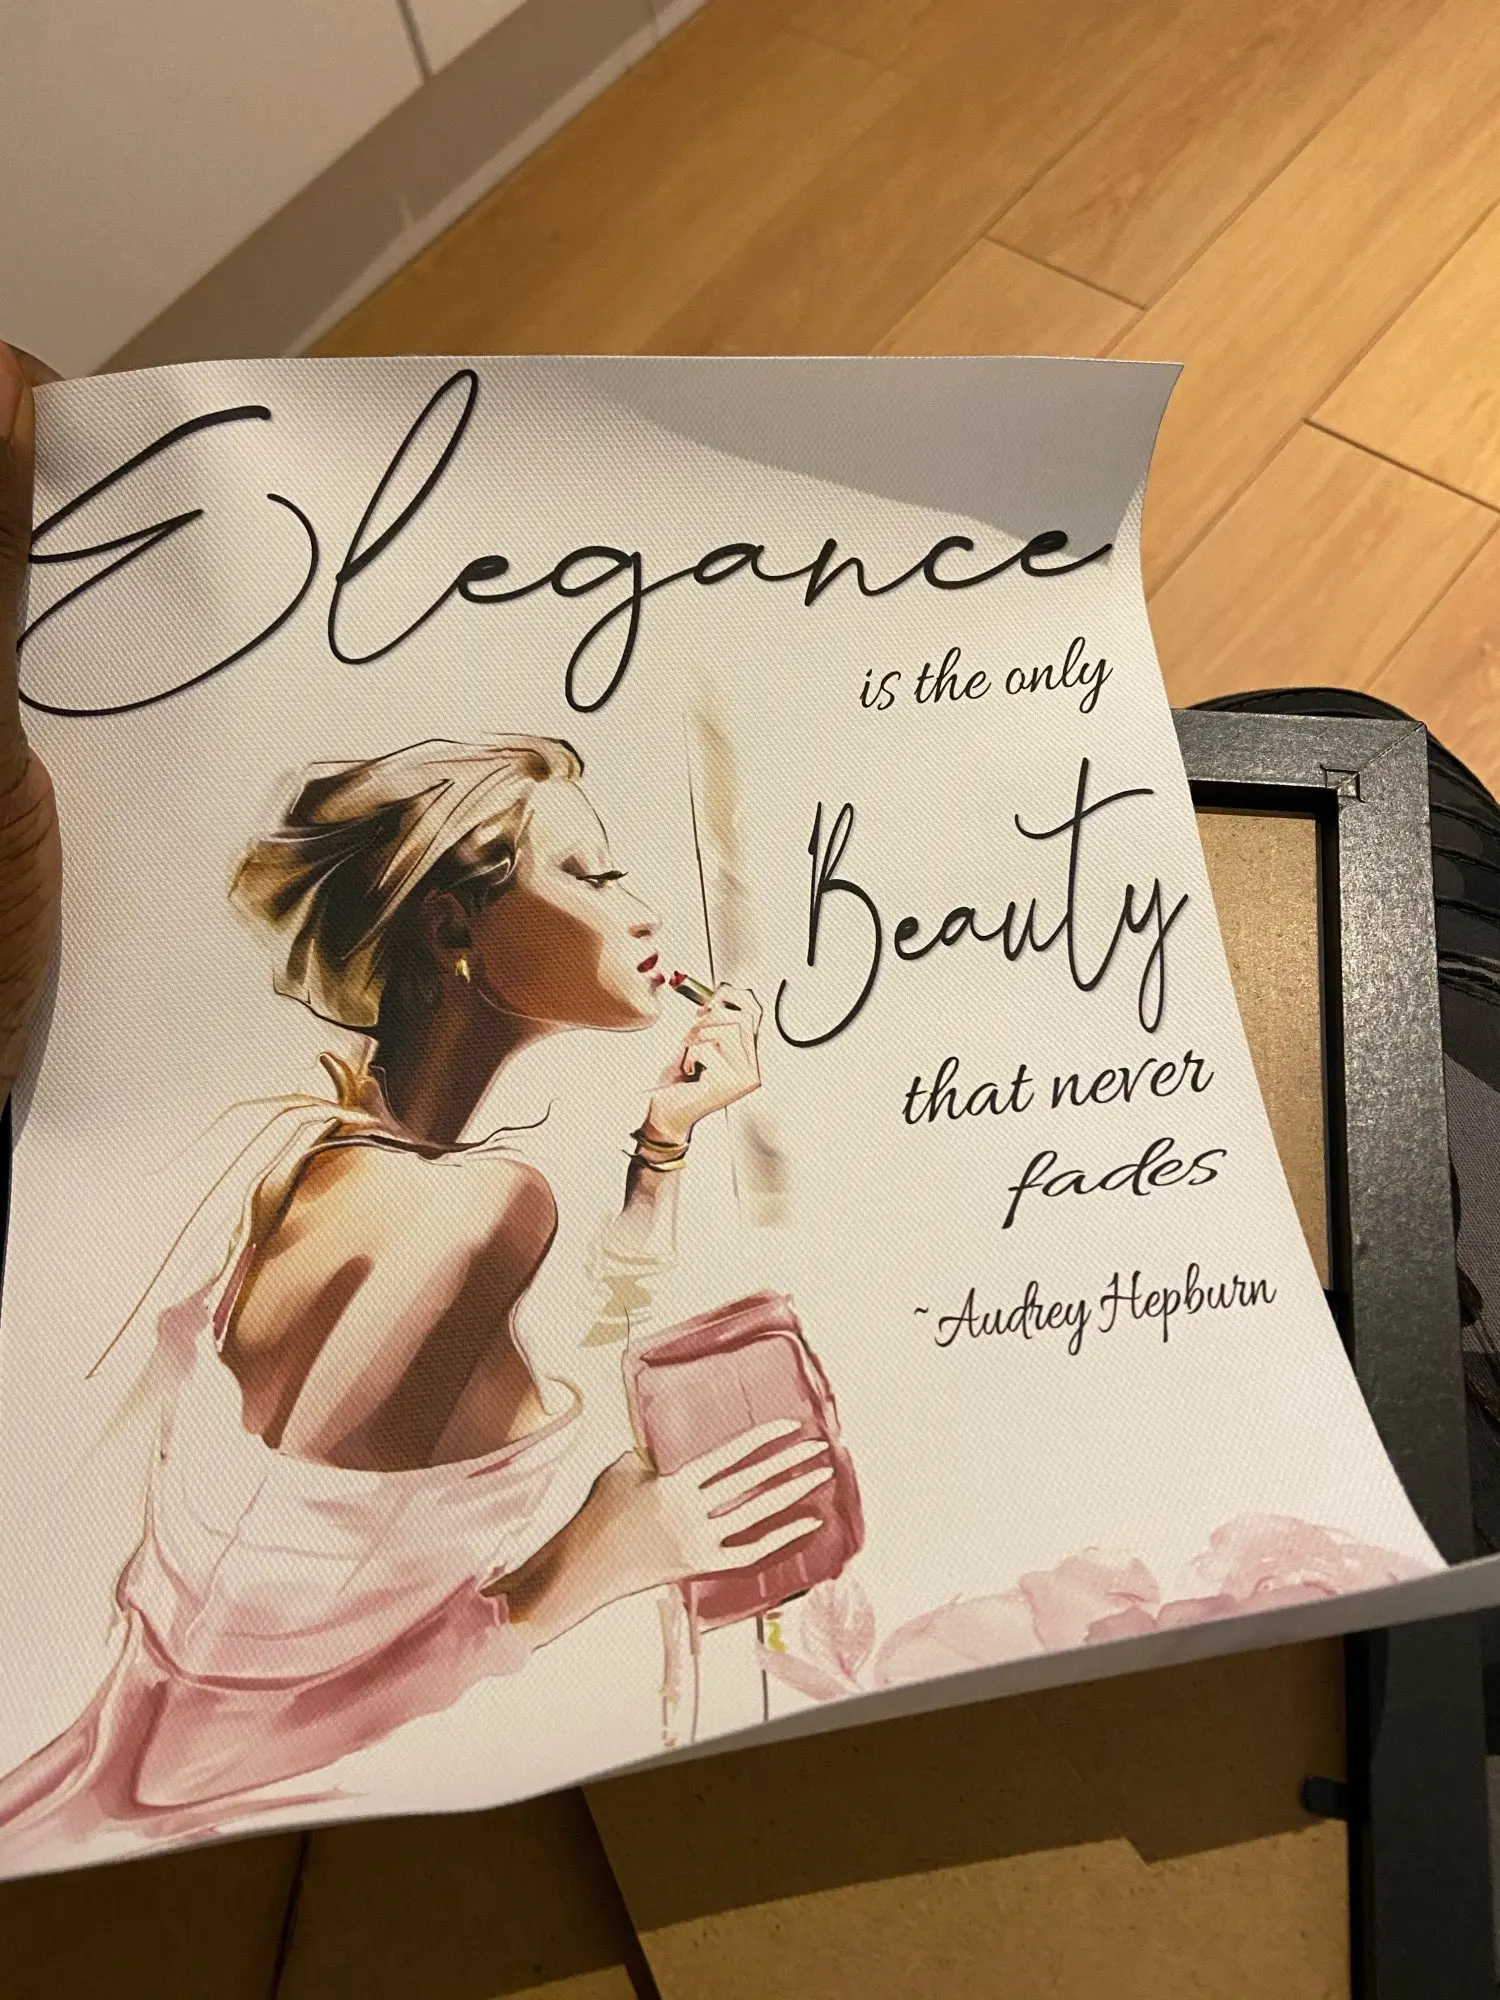 Elegance
is the only
Beauty
that never
fades
~Audrey Hepburn